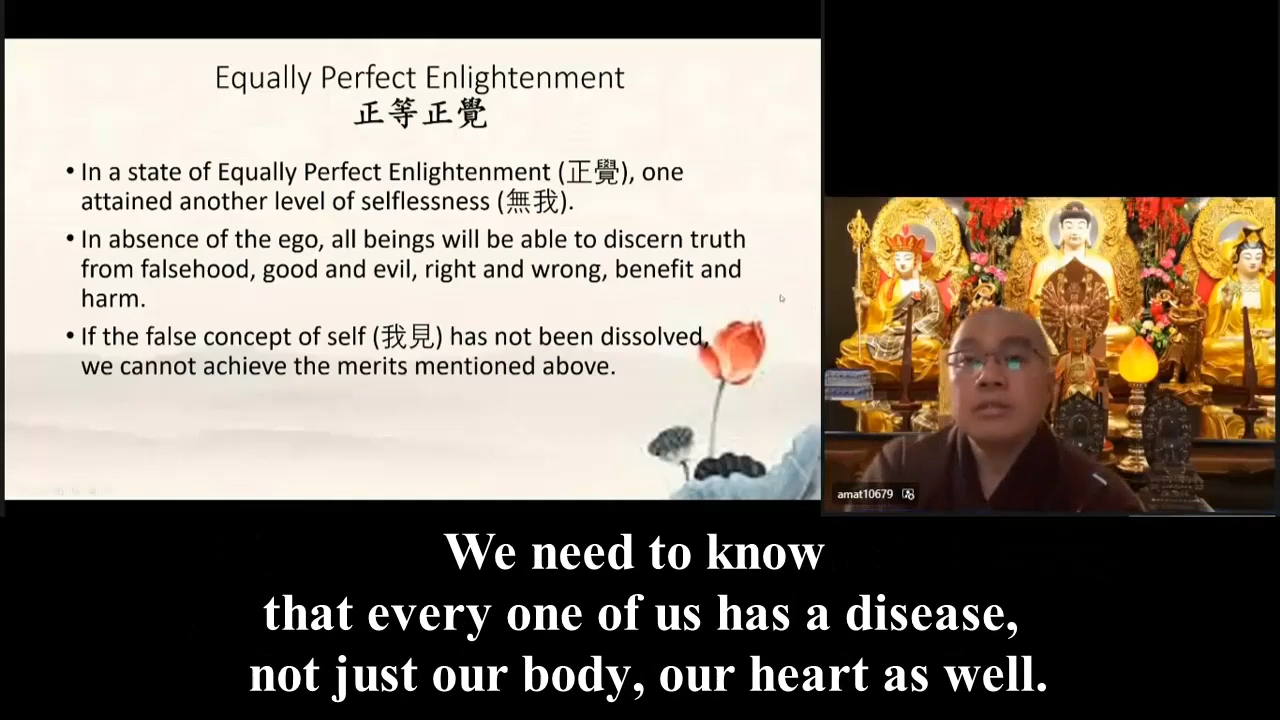 Equally Perfect Enlightenment
正等正覺
• In a state of Equally Perfect Enlightenment (正覺), one
attained another level of selflessness (無我).
• In absence of the ego, all beings will be able to discern truth
from falsehood, good and evil, right and wrong, benefit and
harm.
• If the false concept of self (我見) has not been dissolved,
we cannot achieve the merits mentioned above.
amat10679
We need to know
that every one of us has a disease,
not just our body, our heart as well.